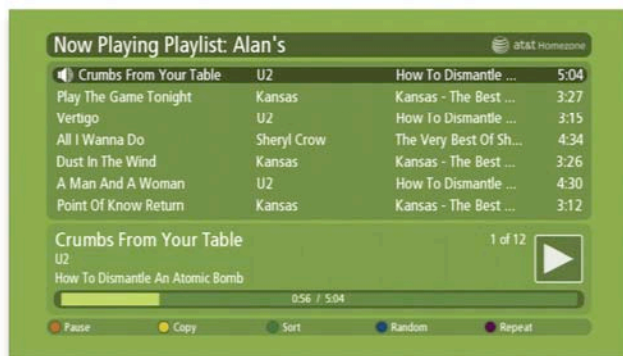 Now Playing Playlist: Alan's at&t Homezone
Crumbs From Your Table U2 How To Dismantle ... 5:04
Play The Game Tonight Kansas Kansas - The Best ... 3:27
Vertigo U2 How To Dismantle ... 3:15
All I Wanna Do Sheryl Crow The Very Best Of Sh... 4:34
Dust In The Wind Kansas Kansas - The Best ... 3:26
A Man And A Woman U2 How To Dismantle ... 4:30
Point Of Know Return Kansas Kansas - The Best ... 3:12
Crumbs From Your Table 1 of 12
U2
How To Dismantle An Atomic Bomb
0:56 / 5:04
Pause Copy Sort Random Repeat